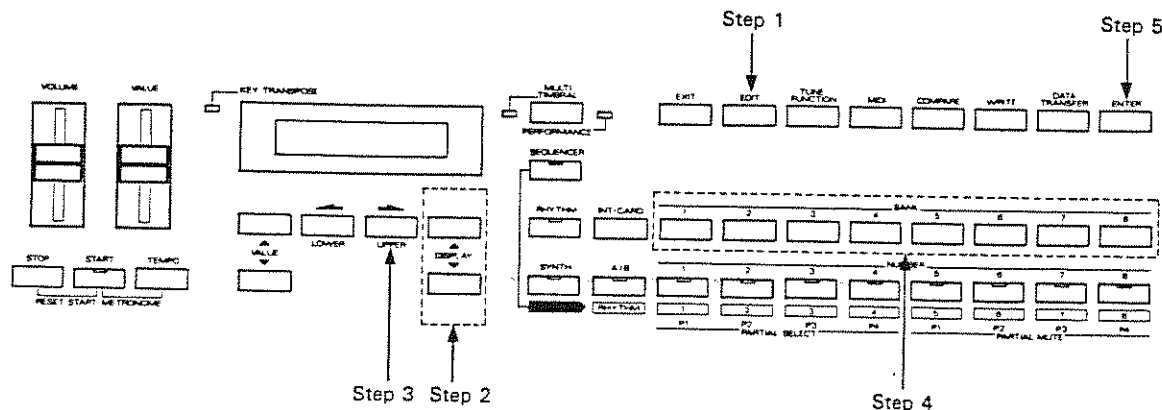 Step 1
Step 5
VOLUME
VALUE
KEY TRANSPOSE
MULTI TIMBRAL
PERFORMANCE
EXIT
EDIT
TUNE FUNCTION
MIDI
COMPARE
WRITE
DATA TRANSFER
ENTER
SEQUENCER
RHYTHM
INT·CARD
BANK
1 2 3 4 5 6 7 8
LOWER
UPPER
VALUE
DISPLAY
STOP
START
TEMPO
RESET START METRONOME
SYNTH
A/B
NUMBER
1 2 3 4 5 6 7 8
RHYTHM
1 2 3 4 5 6 7 8
P1 P2 P3 P4 P1 P2 P3 P4
PARTIAL SELECT
PARTIAL MUTE
Step 3
Step 2
Step 4